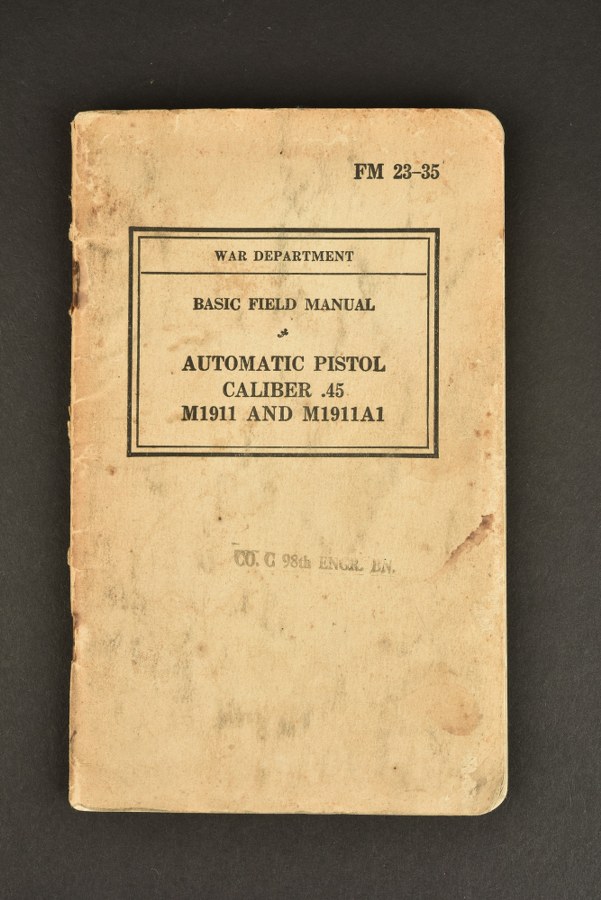 FM 23–35
WAR DEPARTMENT
BASIC FIELD MANUAL
AUTOMATIC PISTOL
CALIBER .45
M1911 AND M1911A1
CO. C 98th ENGR. BN.